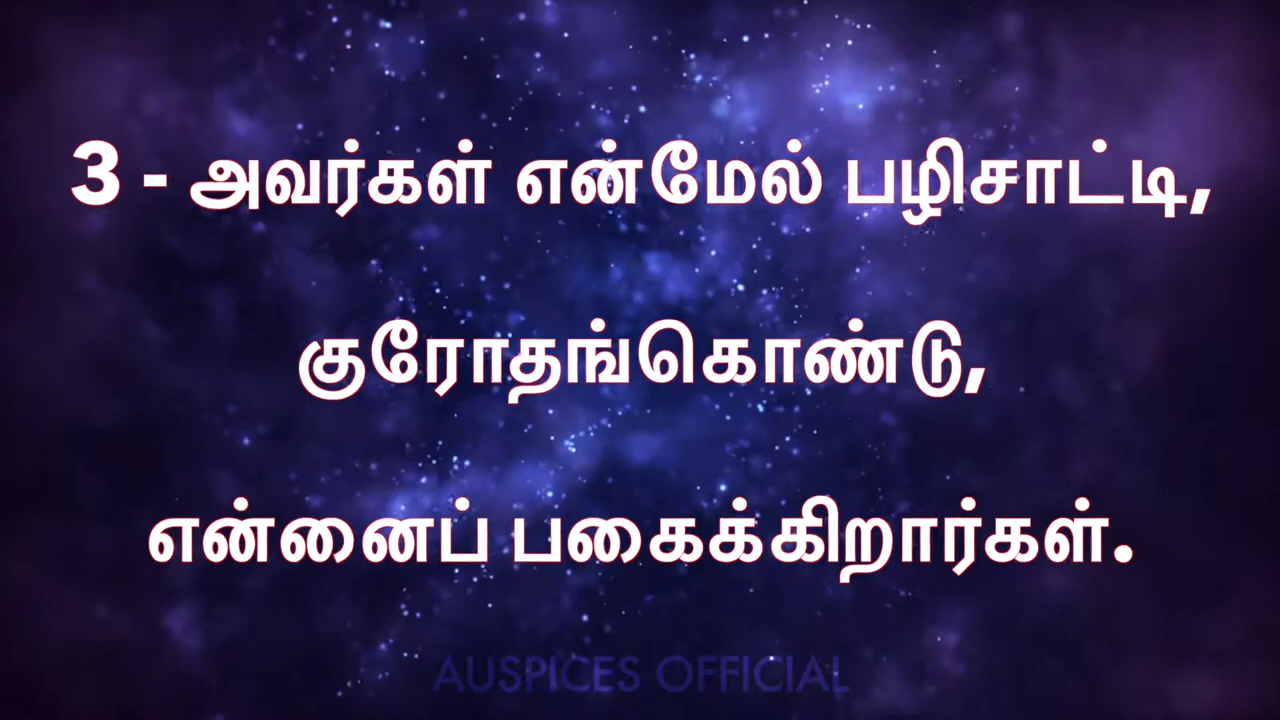 3 - அவர்கள் என்மேல் பழிசாட்டி,
குரோதங்கொண்டு,
என்னைப் பகைக்கிறார்கள்.
AUSPICES OFFICIAL